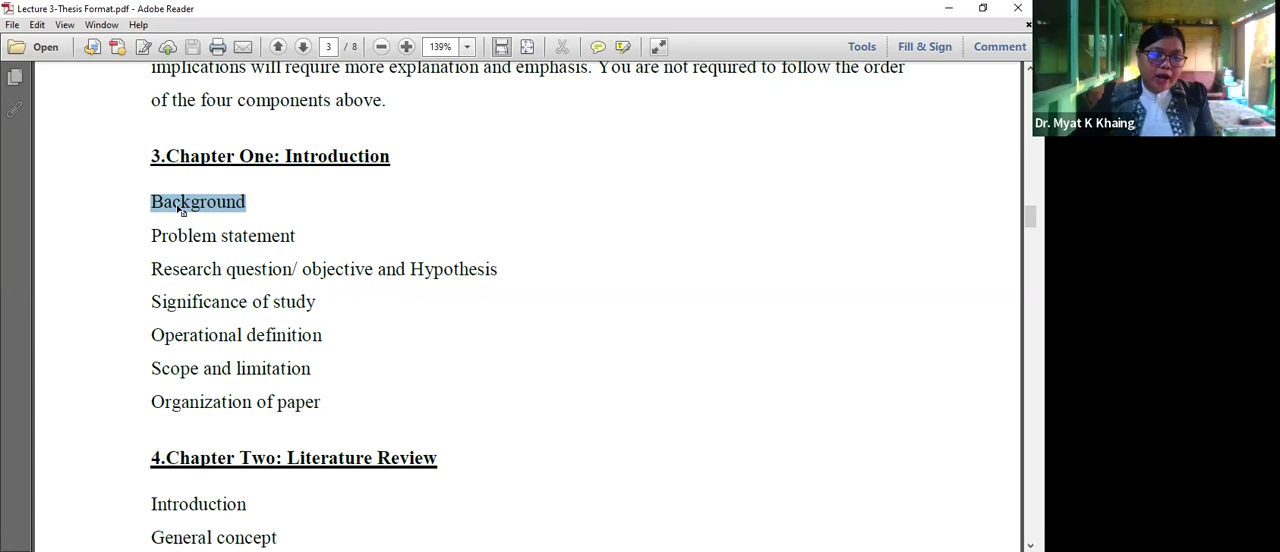 Lecture 3-Thesis Format.pdf - Adobe Reader
File Edit View Window Help
Open 3 / 8 139% Tools Fill & Sign Comment
implications will require more explanation and emphasis. You are not required to follow the order
of the four components above.
3.Chapter One: Introduction
Background
Problem statement
Research question/ objective and Hypothesis
Significance of study
Operational definition
Scope and limitation
Organization of paper
4.Chapter Two: Literature Review
Introduction
General concept
Dr. Myat K Khaing